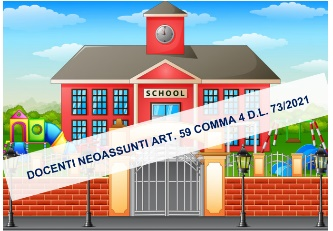 SCHOOL
DOCENTI NEOASSUNTI ART. 59 COMMA 4 D.L. 73/2021